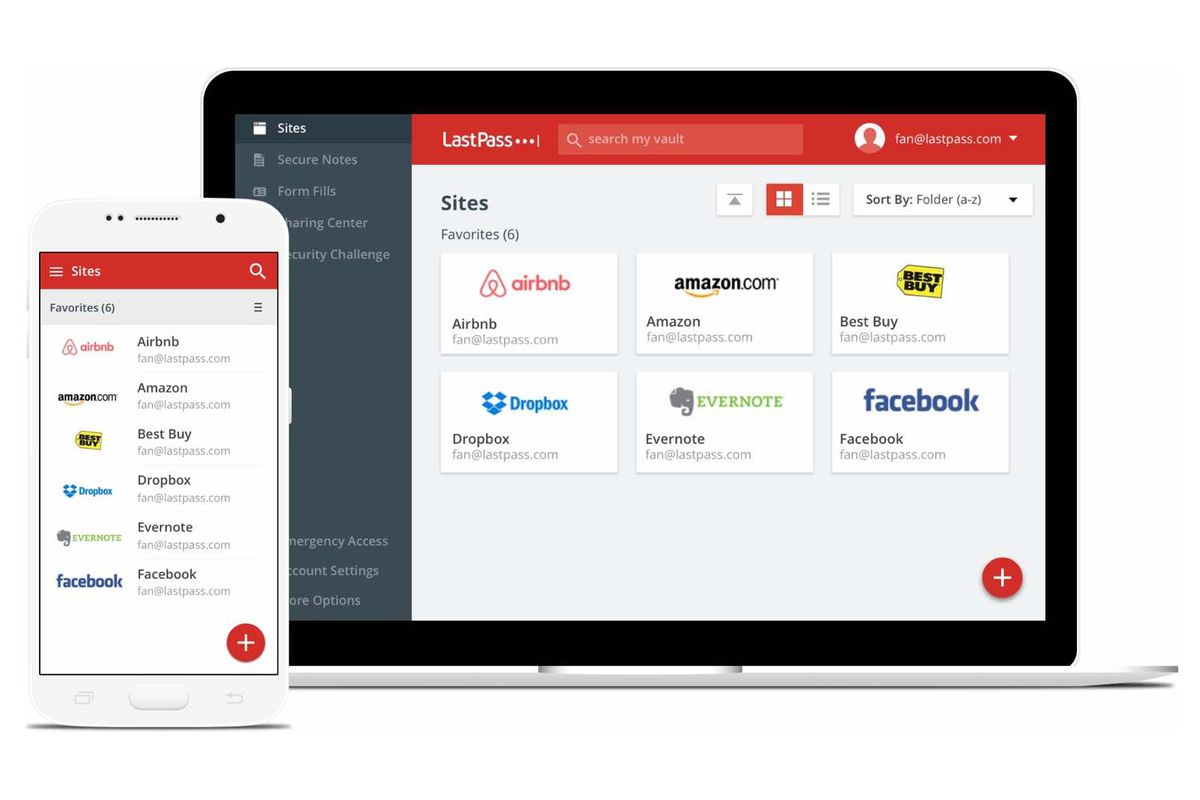 Sites
Secure Notes
Form Fills
haring Center
ecurity Challenge
mergency Access
ccount Settings
ore Options
LastPass•••|
search my vault
fan@lastpass.com
Sites
Sort By: Folder (a-z)
Favorites (6)
airbnb
Airbnb
fan@lastpass.com
amazon.com
Amazon
fan@lastpass.com
BEST BUY
Best Buy
fan@lastpass.com
Dropbox
Dropbox
fan@lastpass.com
EVERNOTE
Evernote
fan@lastpass.com
facebook
Facebook
fan@lastpass.com
Sites
Favorites (6)
airbnb
Airbnb
fan@lastpass.com
amazon.com
Amazon
fan@lastpass.com
BEST BUY
Best Buy
fan@lastpass.com
Dropbox
Dropbox
fan@lastpass.com
EVERNOTE
Evernote
fan@lastpass.com
facebook
Facebook
fan@lastpass.com